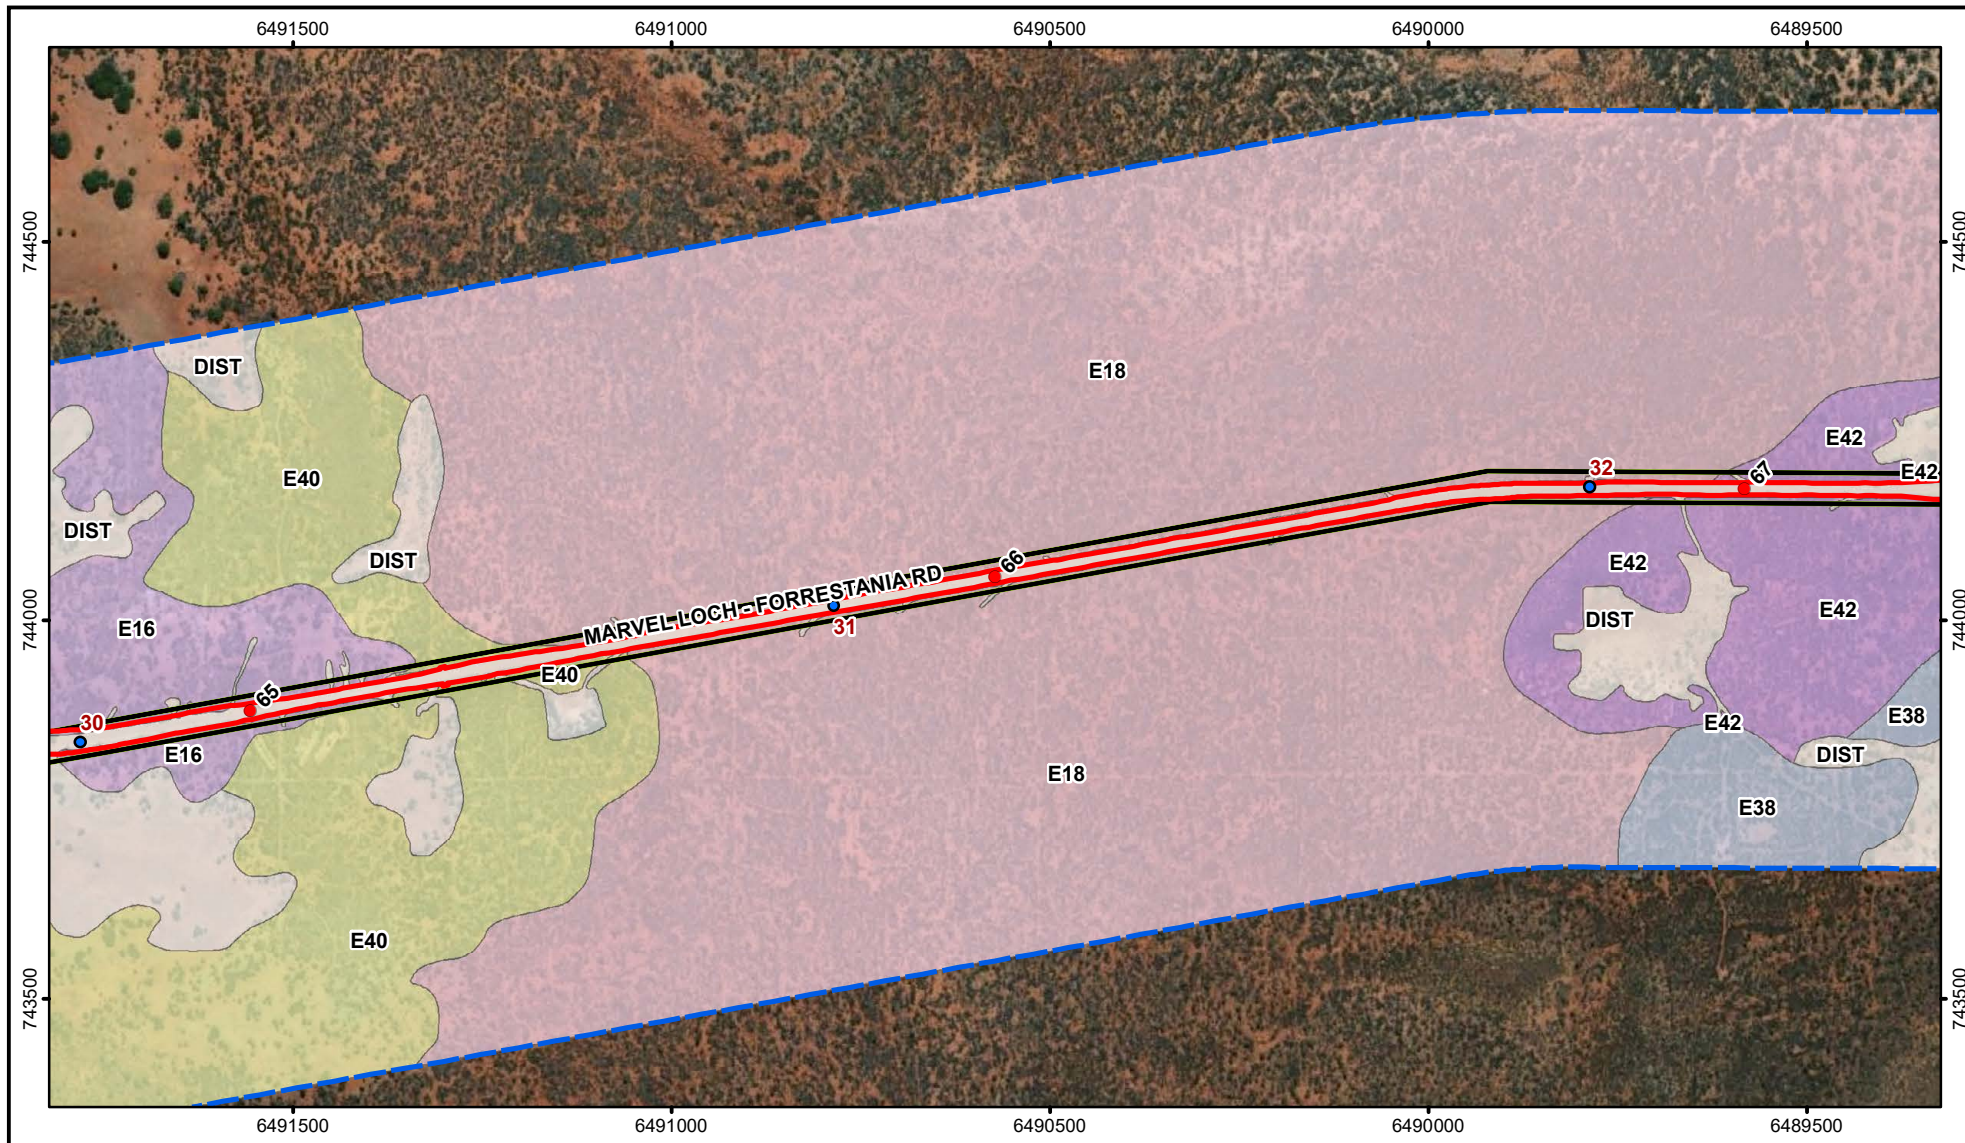 6491500 6491000 6490500 6490000 6489500
744500 744500
DIST
E18
E40
E42
32
67
E42
DIST
DIST
E42
66
MARVEL LOCH - FORRESTANIA RD
31
E16
DIST
E42
744000 744000
E40
65
30
E16
E42
E38
DIST
E18
E38
E40
743500 743500
6491500 6491000 6490500 6490000 6489500